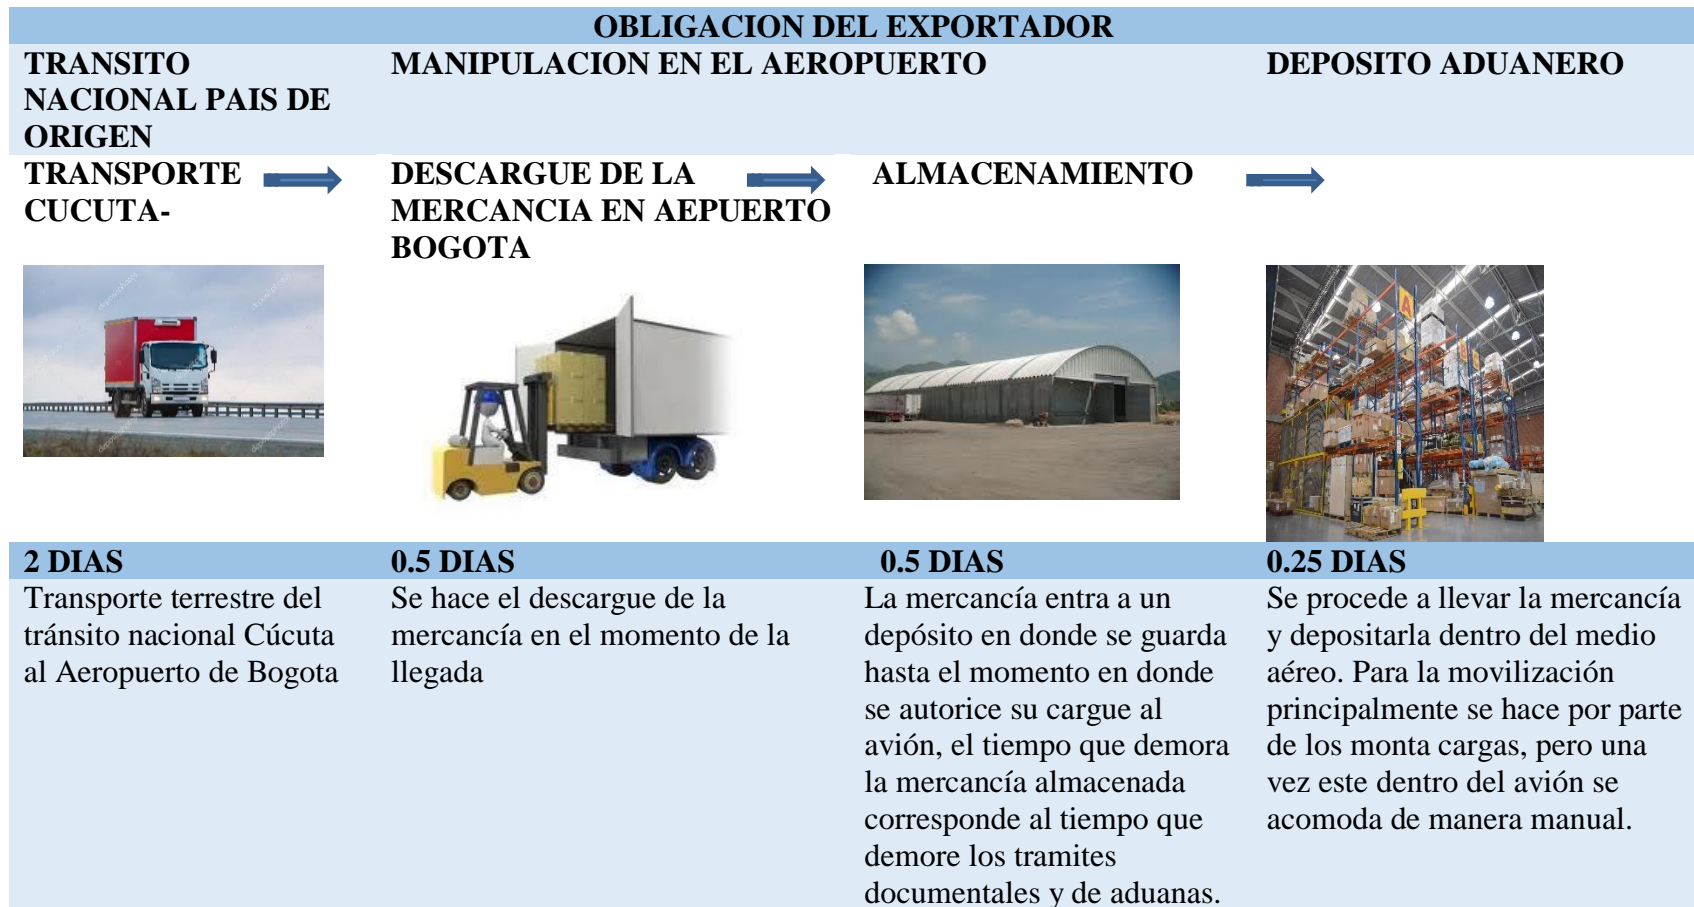 OBLIGACION DEL EXPORTADOR
TRANSITO
NACIONAL PAIS DE
ORIGEN
MANIPULACION EN EL AEROPUERTO
DEPOSITO ADUANERO
TRANSPORTE
CUCUTA-
DESCARGUE DE LA
MERCANCIA EN AEPUERTO
BOGOTA
ALMACENAMIENTO
depositphotos
depositphotos
depositphotos
depositphotos
A
2 DIAS
Transporte terrestre del
tránsito nacional Cúcuta
al Aeropuerto de Bogota
0.5 DIAS
Se hace el descargue de la
mercancía en el momento de la
llegada
0.5 DIAS
La mercancía entra a un
depósito en donde se guarda
hasta el momento en donde
se autorice su cargue al
avión, el tiempo que demora
la mercancía almacenada
corresponde al tiempo que
demore los tramites
documentales y de aduanas.
0.25 DIAS
Se procede a llevar la mercancía
y depositarla dentro del medio
aéreo. Para la movilización
principalmente se hace por parte
de los monta cargas, pero una
vez este dentro del avión se
acomoda de manera manual.